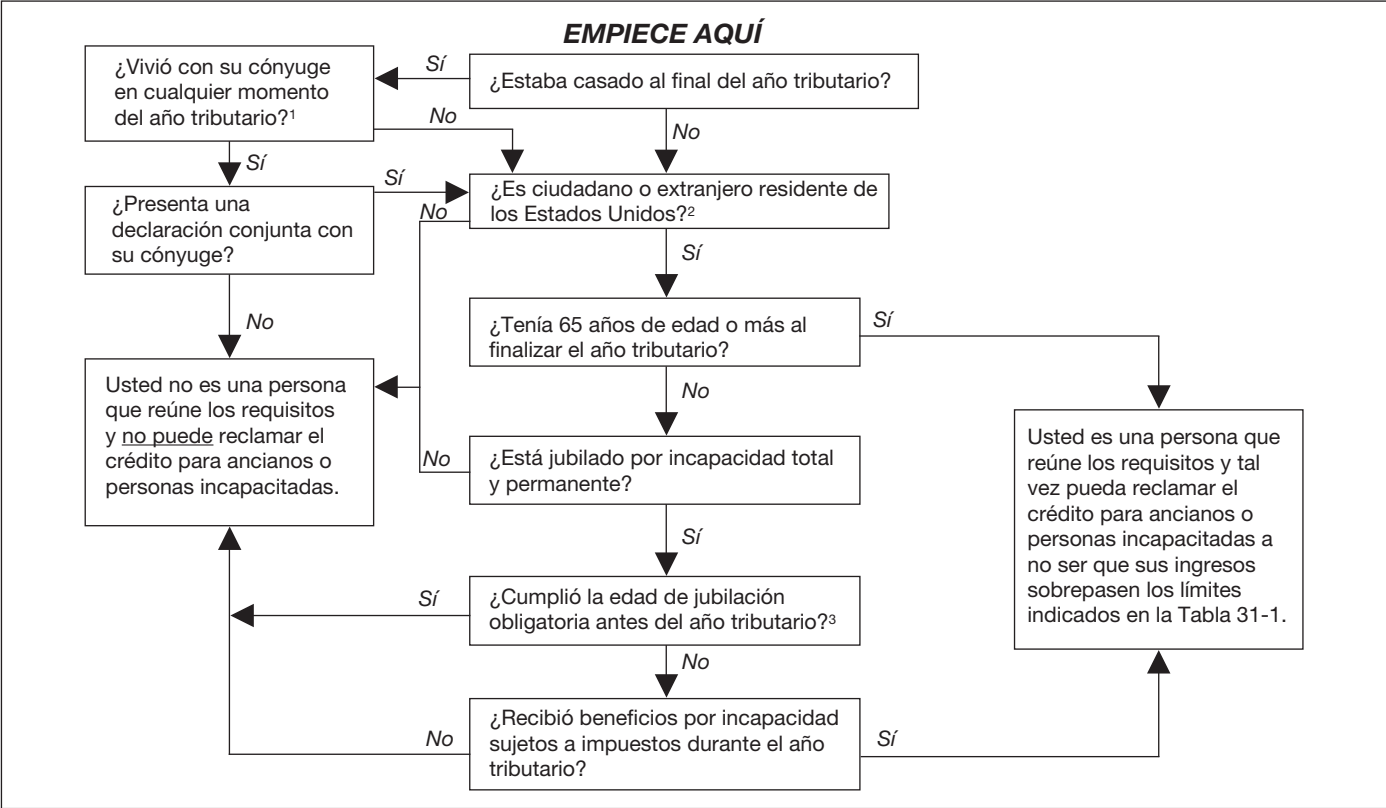 EMPIECE AQUÍ
¿Vivió con su cónyuge
en cualquier momento
del año tributario?¹
Sí
¿Estaba casado al final del año tributario?
No
No
Sí
¿Presenta una
declaración conjunta con
su cónyuge?
Sí
¿Es ciudadano o extranjero residente de
los Estados Unidos?²
No
Sí
No
¿Tenía 65 años de edad o más al
finalizar el año tributario?
Sí
No
Usted no es una persona
que reúne los requisitos
y no puede reclamar el
crédito para ancianos o
personas incapacitadas.
No
¿Está jubilado por incapacidad total
y permanente?
Usted es una persona que
reúne los requisitos y tal
vez pueda reclamar el
crédito para ancianos o
personas incapacitadas a
no ser que sus ingresos
sobrepasen los límites
indicados en la Tabla 31-1.
Sí
Sí
¿Cumplió la edad de jubilación
obligatoria antes del año tributario?³
No
¿Recibió beneficios por incapacidad
sujetos a impuestos durante el año
tributario?
No
Sí